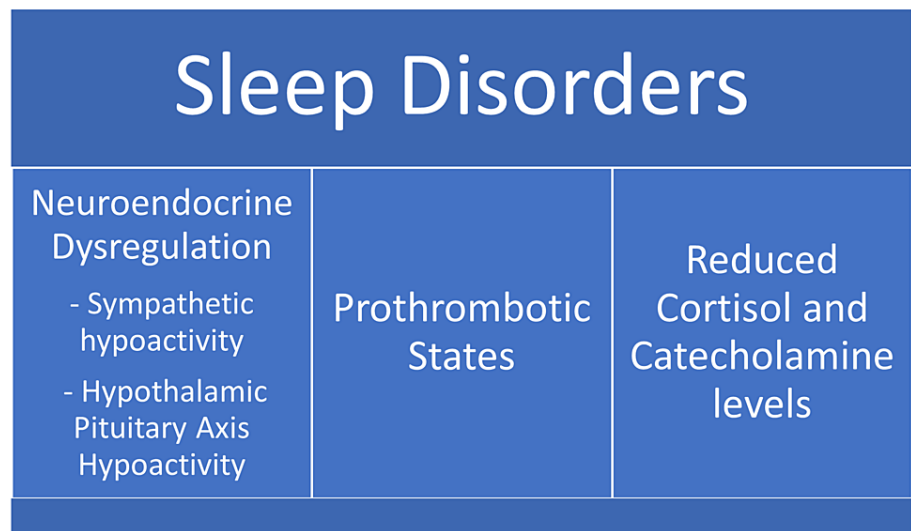 Sleep Disorders
Neuroendocrine
Dysregulation
- Sympathetic
hypoactivity
- Hypothalamic
Pituitary Axis
Hypoactivity
Prothrombotic
States
Reduced
Cortisol and
Catecholamine
levels